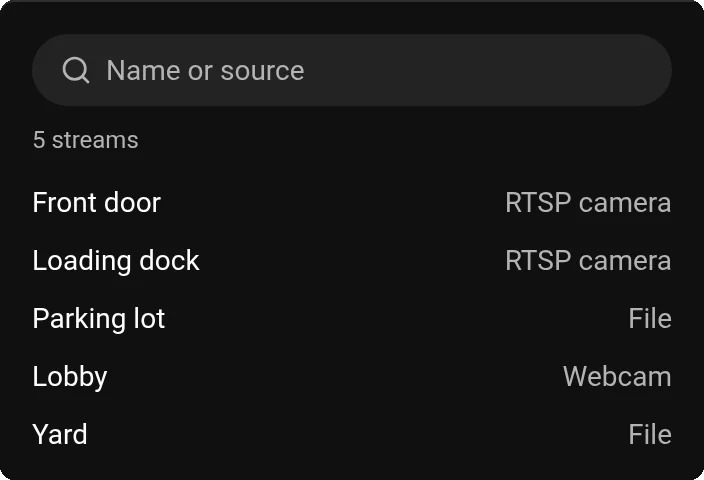 Name or source
5 streams
Front door RTSP camera
Loading dock RTSP camera
Parking lot File
Lobby Webcam
Yard File